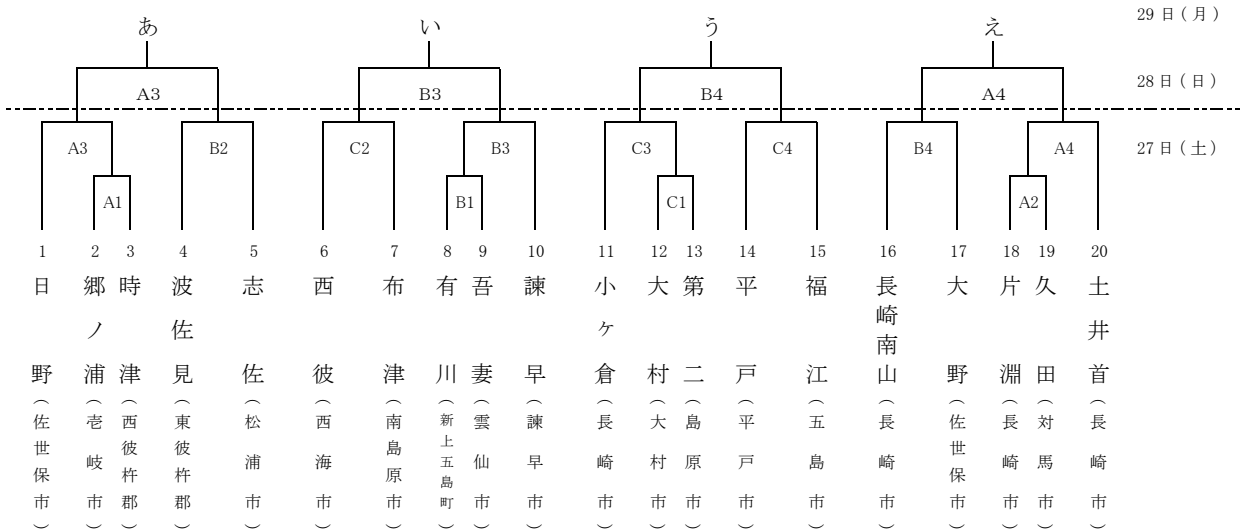 29 日 ( 月 )
あ
い
う
え
28 日 ( 日 )
A3
B3
B4
A4
27 日 ( 土 )
A3
B2
C2
B3
C3
C4
B4
A4
A1
B1
C1
A2
1
2
3
4
5
6
7
8
9
10
11
12
13
14
15
16
17
18
19
20
日野（佐世保市）
郷ノ浦（壱岐市）
時津（西彼杵郡）
波佐見（東彼杵郡）
志佐（松浦市）
西彼（西海市）
布津（南島原市）
有川（新上五島町）
吾妻（雲仙市）
諫早（諫早市）
小ケ倉（長崎市）
大村（大村市）
第二（島原市）
平戸（平戸市）
福江（五島市）
長崎南山（長崎市）
大野（佐世保市）
片淵（長崎市）
久田（対馬市）
土井首（長崎市）